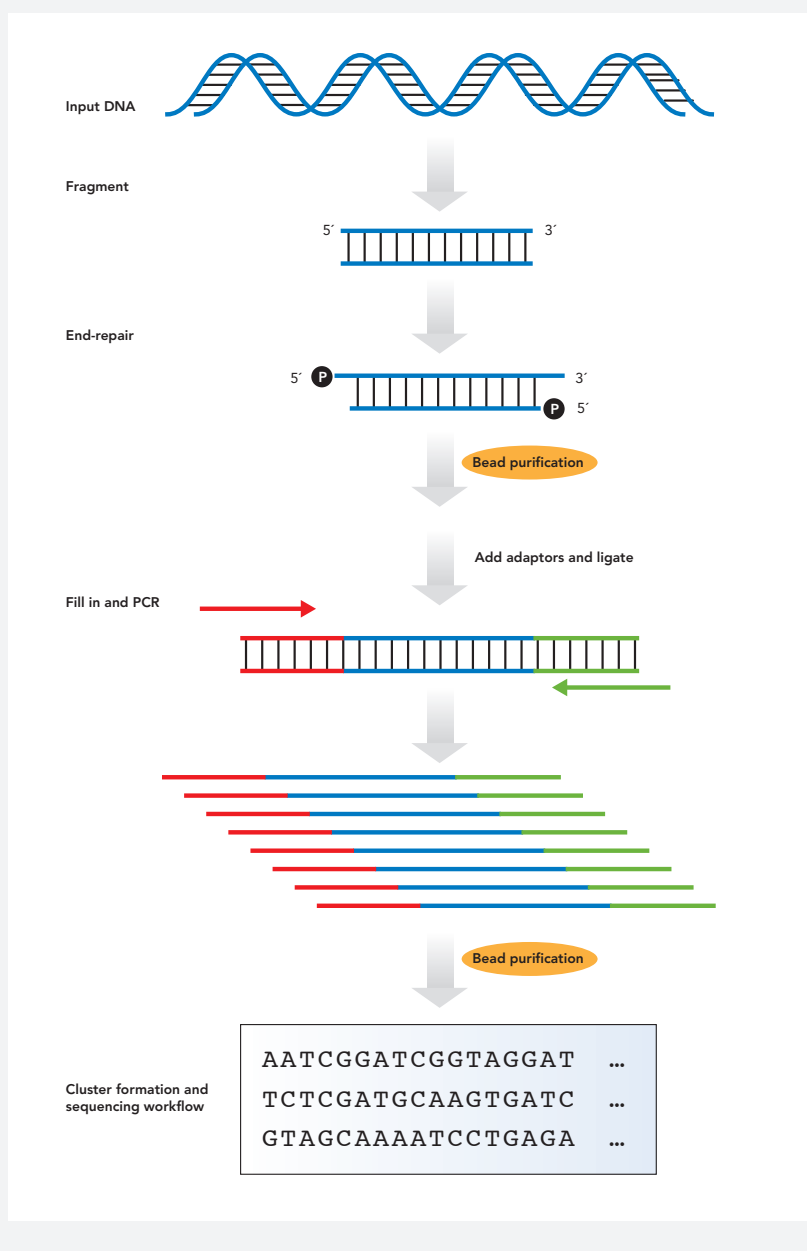 Input DNA
Fragment
5´ 3´
End-repair
5´ P 3´
P 5´
Bead purification
Add adaptors and ligate
Fill in and PCR
Bead purification
Cluster formation and
sequencing workflow
AATCGGATCGGTAGGAT ...
TCTCGATGCAAGTGATC ...
GTAGCAAAATCCTGAGA ...